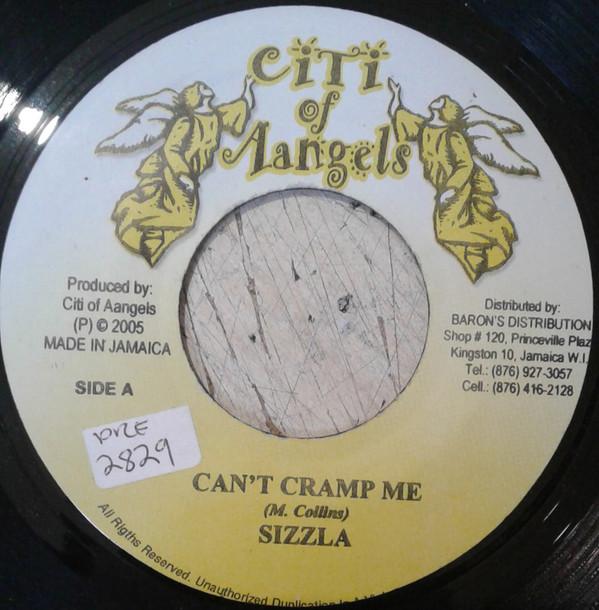 CiTi
of
Aangels
Produced by:
Citi of Aangels
(P) © 2005
MADE IN JAMAICA
SIDE A
Distributed by:
BARON'S DISTRIBUTION
Shop # 120, Princeville Plaz
Kingston 10, Jamaica W.I.
Tel.: (876) 927-3057
Cell.: (876) 416-2128
2829
CAN'T CRAMP ME
(M. Collins)
SIZZLA
All Rigths Reserved. Unauthorized Duplication